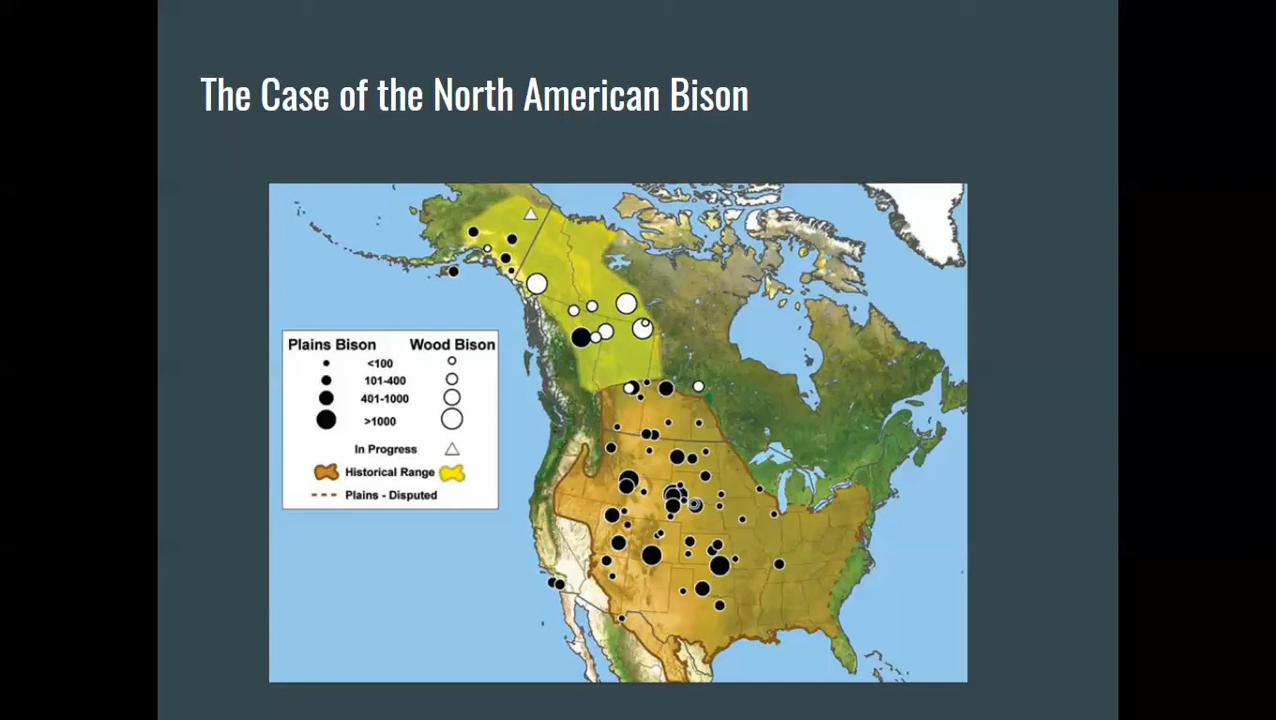 The Case of the North American Bison
Plains Bison Wood Bison
<100
101-400
401-1000
>1000
In Progress
Historical Range
Plains - Disputed